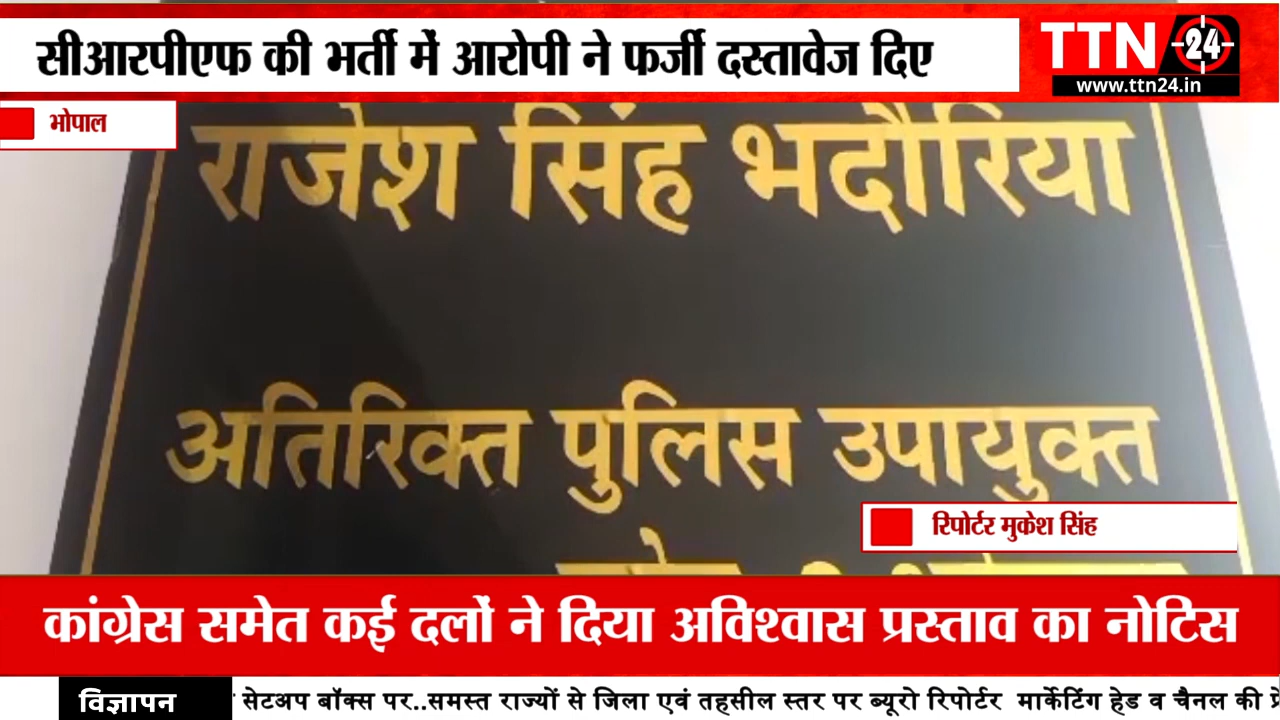 सीआरपीएफ की भर्ती में आरोपी ने फर्जी दस्तावेज दिए
TTN 24
www.ttn24.in
भोपाल
राजेश सिंह भदौरिया
अतिरिक्त पुलिस उपायुक्त
रिपोर्टर मुकेश सिंह
कांग्रेस समेत कई दलों ने दिया अविश्वास प्रस्ताव का नोटिस
विज्ञापन सेटअप बॉक्स पर..समस्त राज्यों से जिला एवं तहसील स्तर पर ब्यूरो रिपोर्टर मार्केटिंग हेड व चैनल की